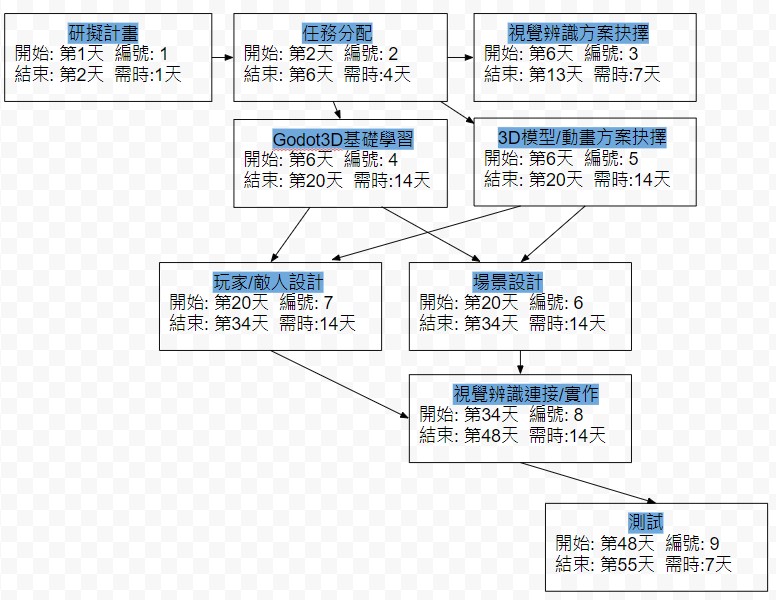 研擬計畫
開始: 第1天 編號: 1
結束: 第2天 需時:1天
任務分配
開始: 第2天 編號: 2
結束: 第6天 需時:4天
視覺辨識方案抉擇
開始: 第6天 編號: 3
結束: 第13天 需時:7天
Godot3D基礎學習
開始: 第6天 編號: 4
結束: 第20天 需時:14天
3D模型/動畫方案抉擇
開始: 第6天 編號: 5
結束: 第20天 需時:14天
玩家/敵人設計
開始: 第20天 編號: 7
結束: 第34天 需時:14天
場景設計
開始: 第20天 編號: 6
結束: 第34天 需時:14天
視覺辨識連接/實作
開始: 第34天 編號: 8
結束: 第48天 需時:14天
測試
開始: 第48天 編號: 9
結束: 第55天 需時:7天